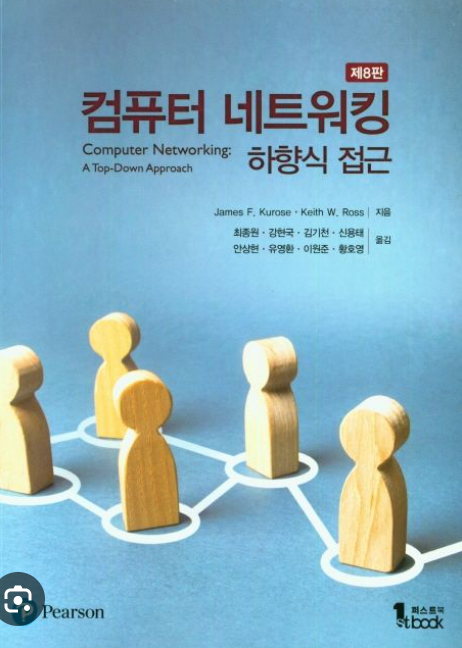 제8판
컴퓨터 네트워킹
Computer Networking:
A Top-Down Approach
하향식 접근
James F. Kurose · Keith W. Ross | 지음
최종원 · 강현국 · 김기천 · 신용태
안상현 · 유영환 · 이원준 · 황호영
옮김
Pearson
퍼스트북
1st book